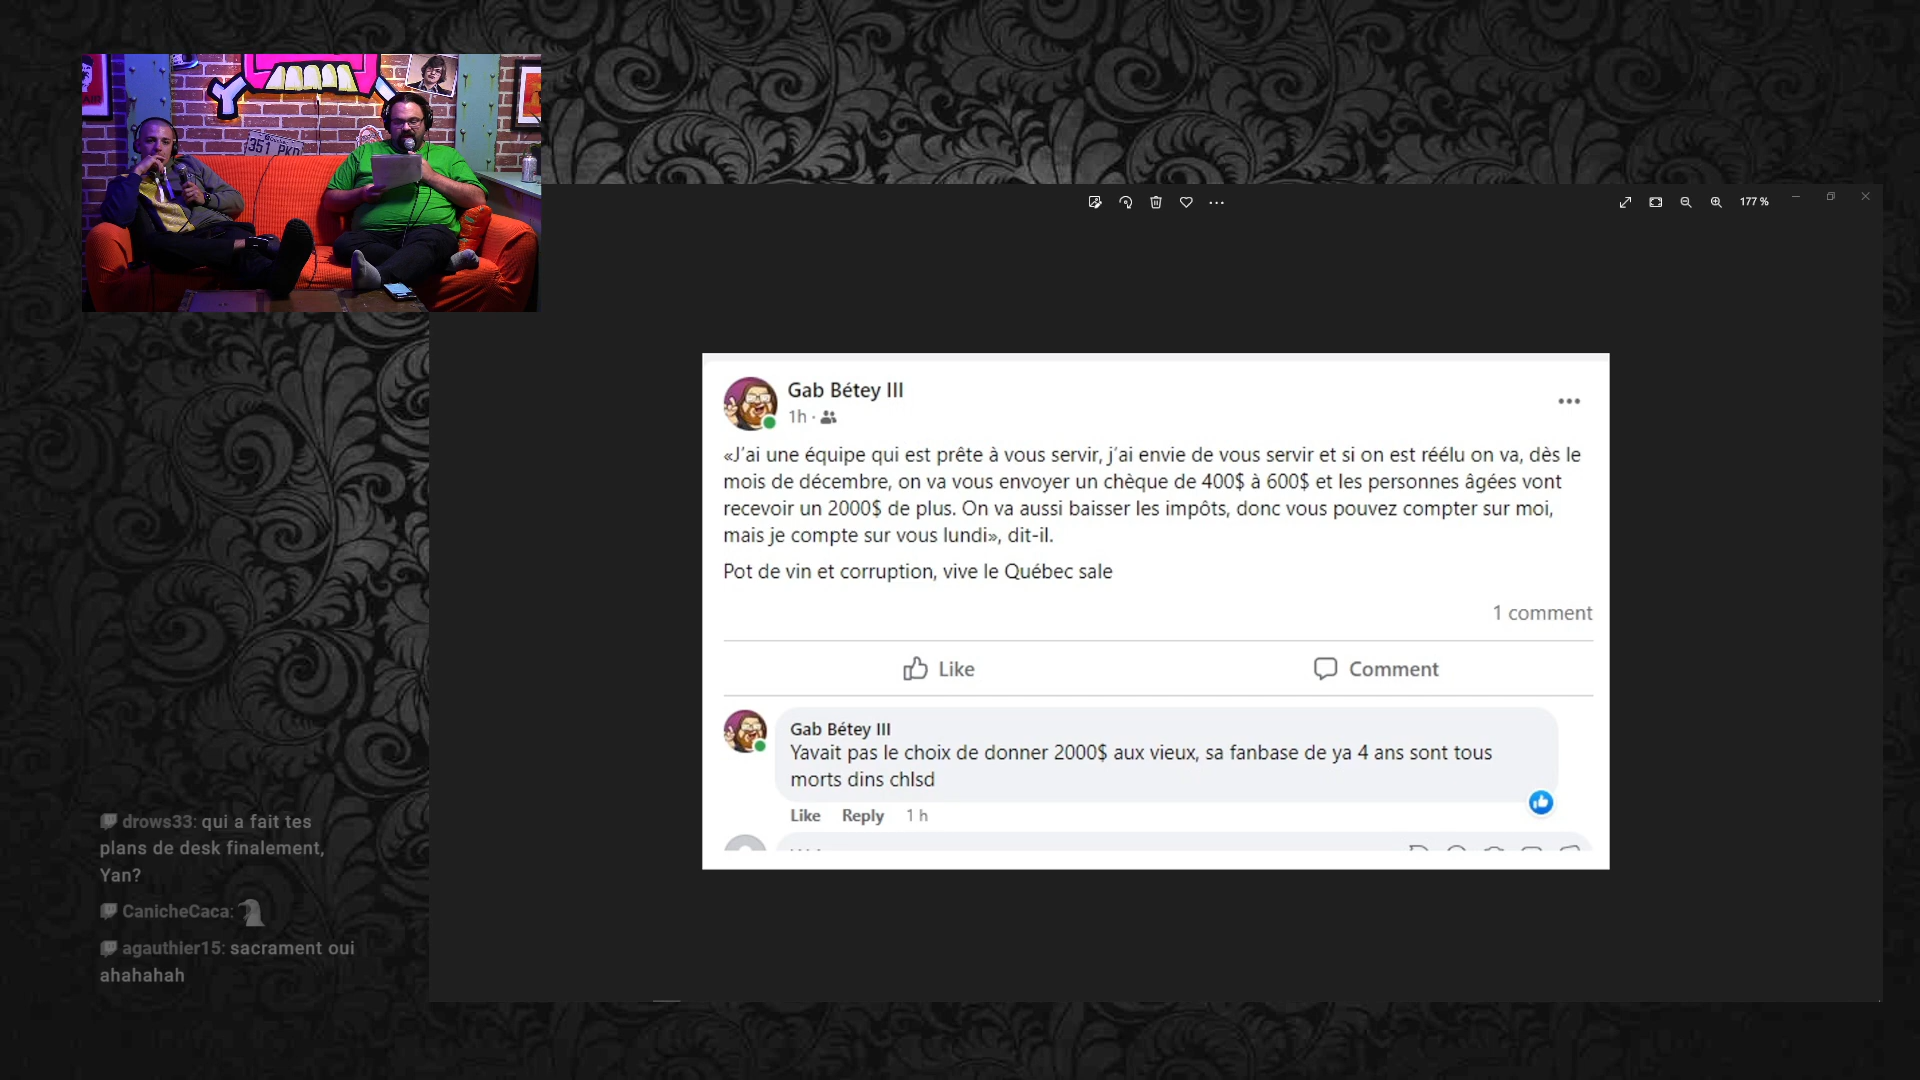 351 PKD
177 %
Gab Bétey III
1h ·
«J'ai une équipe qui est prête à vous servir, j'ai envie de vous servir et si on est réélu on va, dès le
mois de décembre, on va vous envoyer un chèque de 400$ à 600$ et les personnes âgées vont
recevoir un 2000$ de plus. On va aussi baisser les impôts, donc vous pouvez compter sur moi,
mais je compte sur vous lundi», dit-il.
Pot de vin et corruption, vive le Québec sale
1 comment
Like
Comment
Gab Bétey III
Yavait pas le choix de donner 2000$ aux vieux, sa fanbase de ya 4 ans sont tous
morts dins chlsd
Like Reply 1 h
drows33: qui a fait tes
plans de desk finalement,
Yan?
CanicheCaca:
agauthier15: sacrament oui
ahahahah